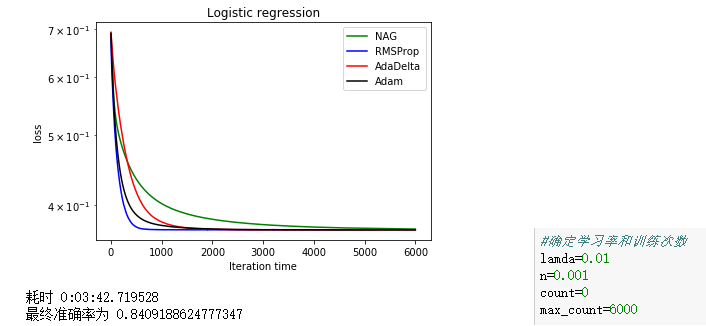 Logistic regression
7 × 10⁻¹
6 × 10⁻¹
5 × 10⁻¹
4 × 10⁻¹
loss
NAG
RMSProp
AdaDelta
Adam
0 1000 2000 3000 4000 5000 6000
Iteration time
耗时 0:03:42.719528
最终准确率为 0.8409188624777347
#确定学习率和训练次数
lamda=0.01
n=0.001
count=0
max_count=6000